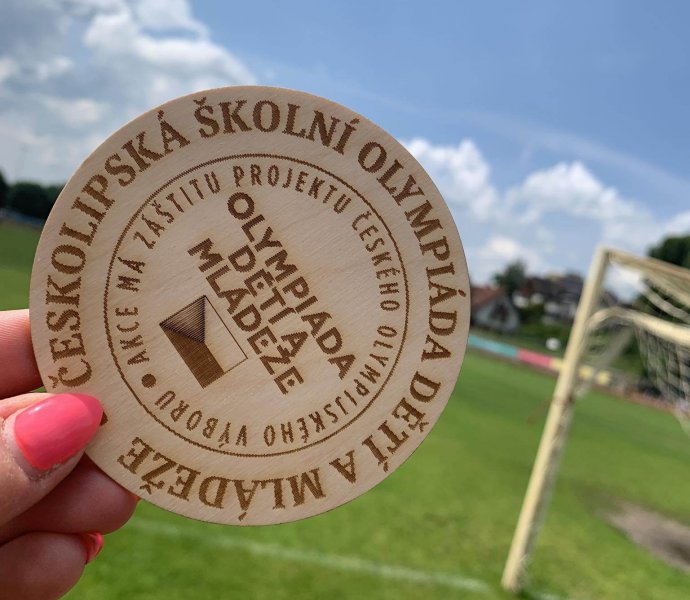 ČESKOLIPSKÁ ŠKOLNÍ OLYMPIÁDA DĚTÍ A MLÁDEŽE
AKCE MÁ ZÁŠTITU PROJEKTU ČESKÉHO OLYMPIJSKÉHO VÝBORU
OLYMPIÁDA
DĚTÍ A
MLÁDEŽE